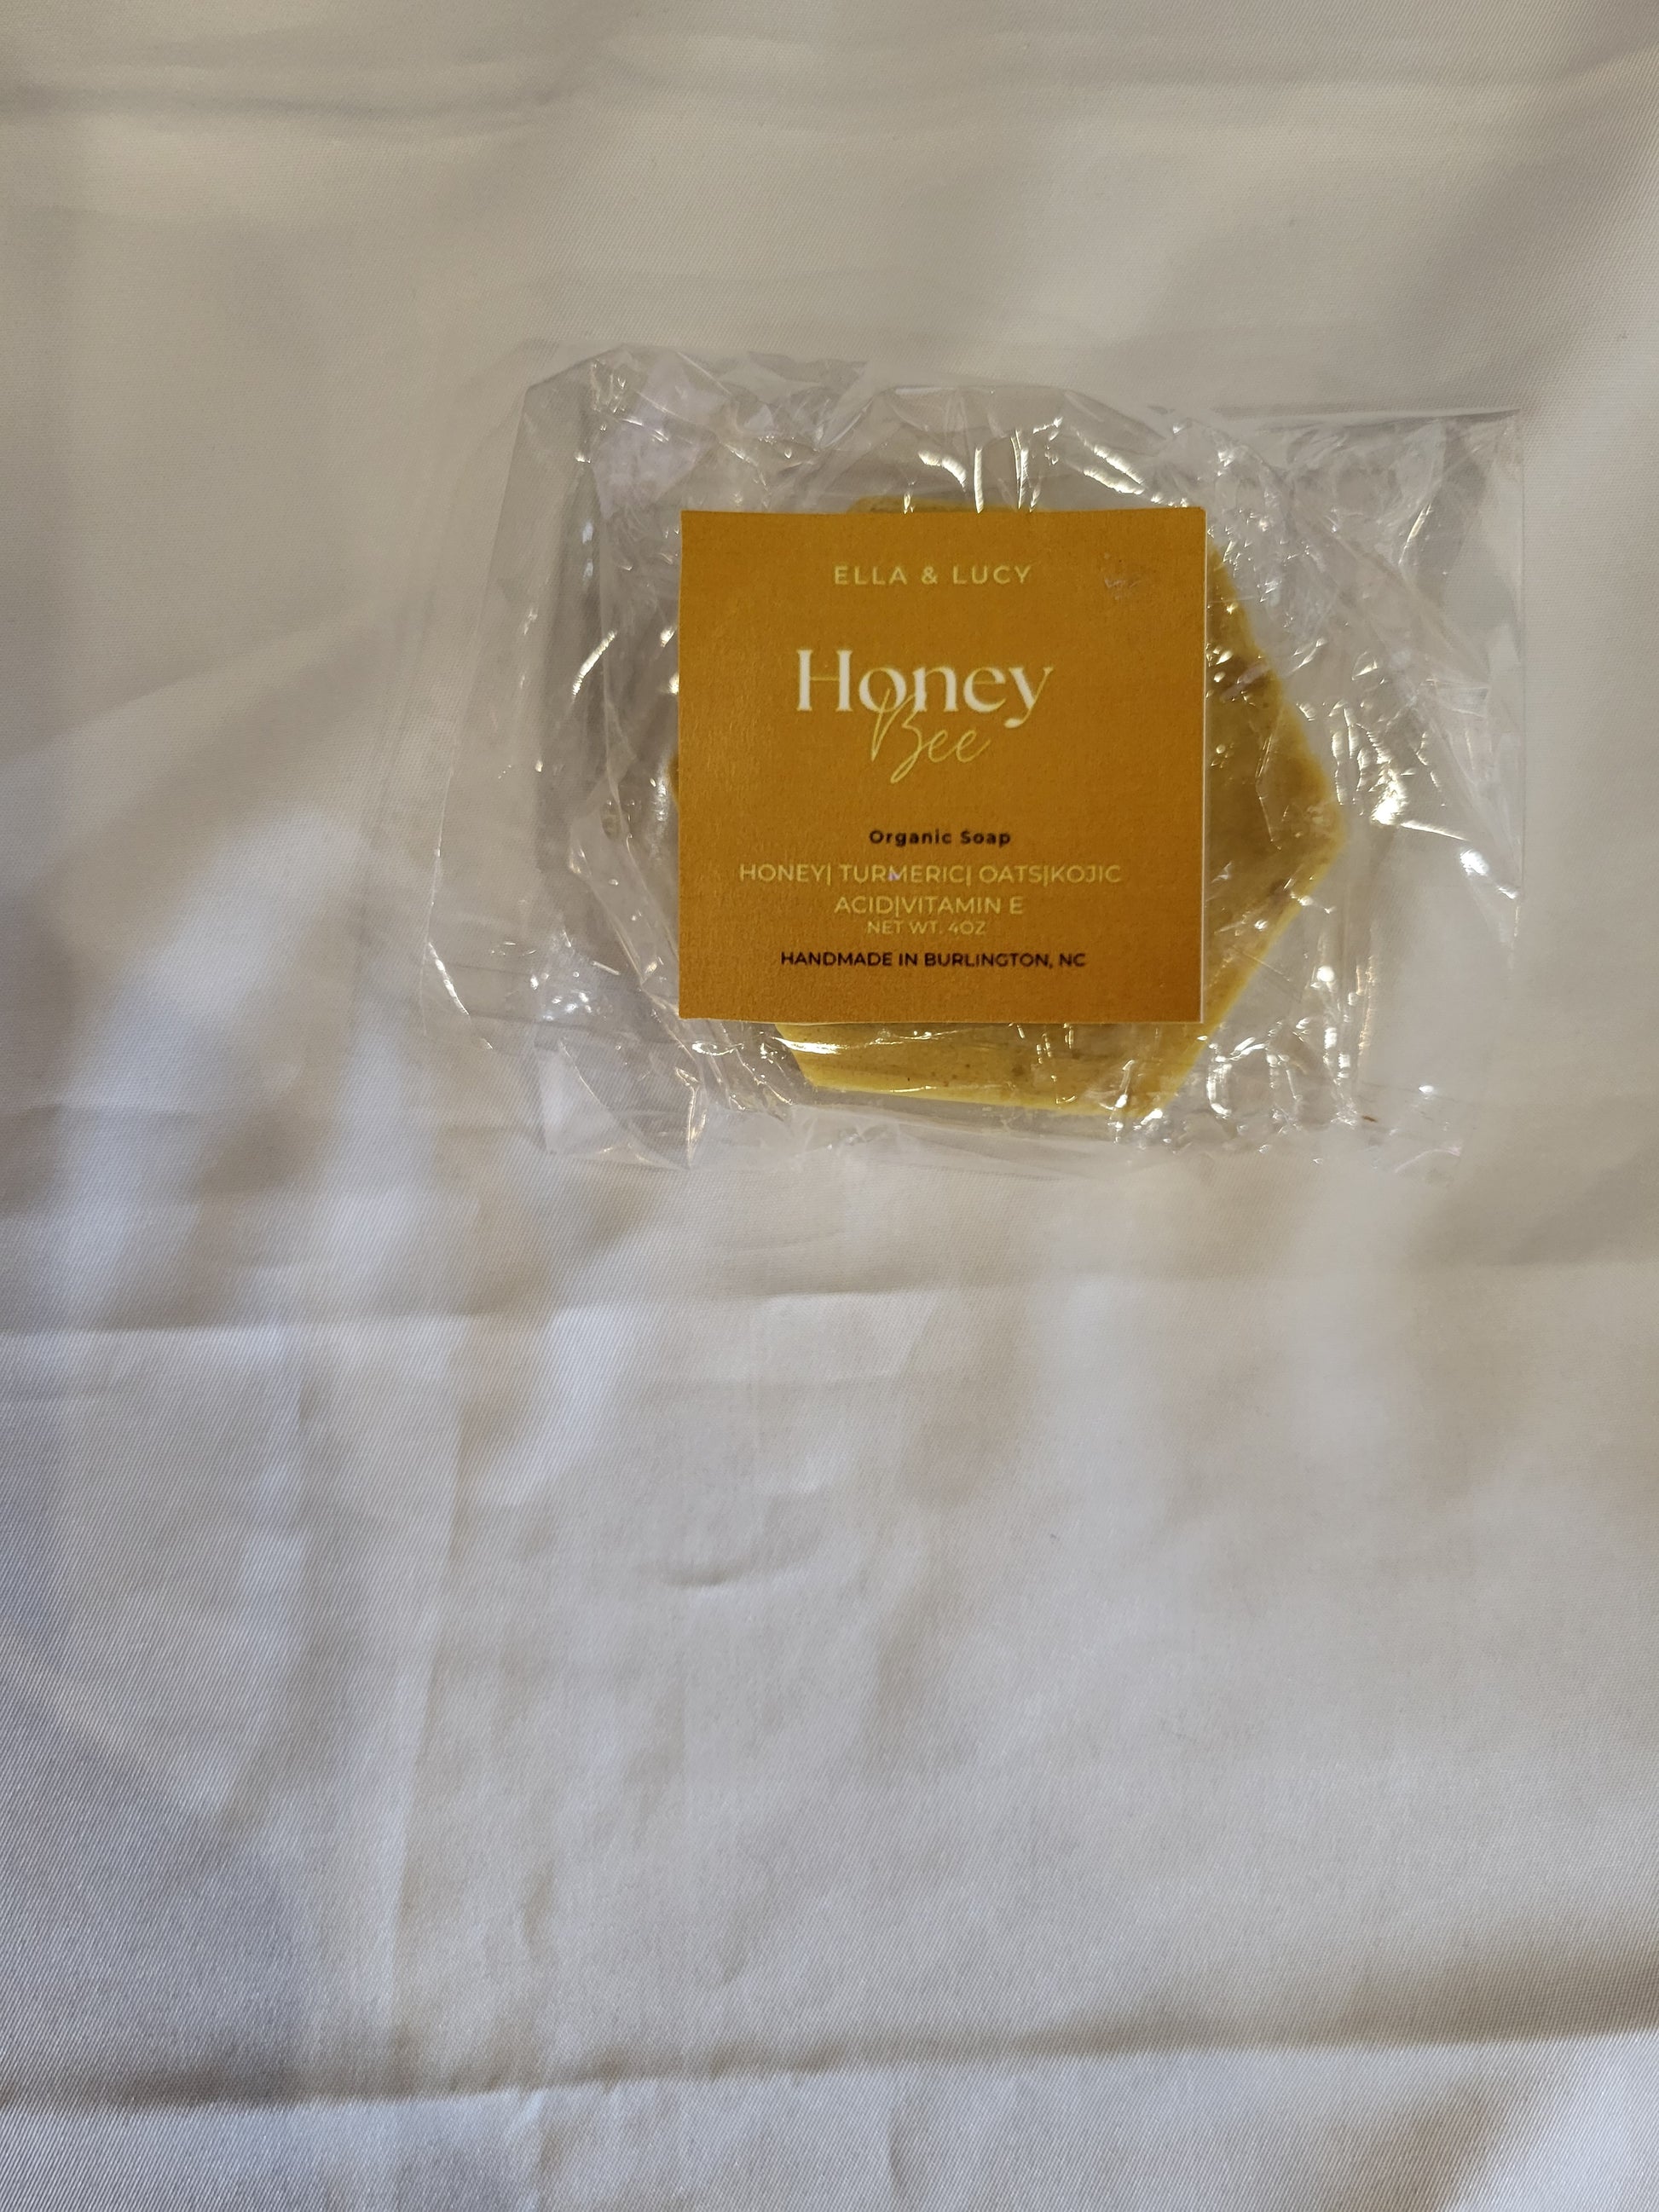 ELLA & LUCY
Honey
Bee
Organic Soap
HONEY| TURMERIC| OATS|KOJIC
ACID|VITAMIN E
NET WT. 4OZ
HANDMADE IN BURLINGTON, NC